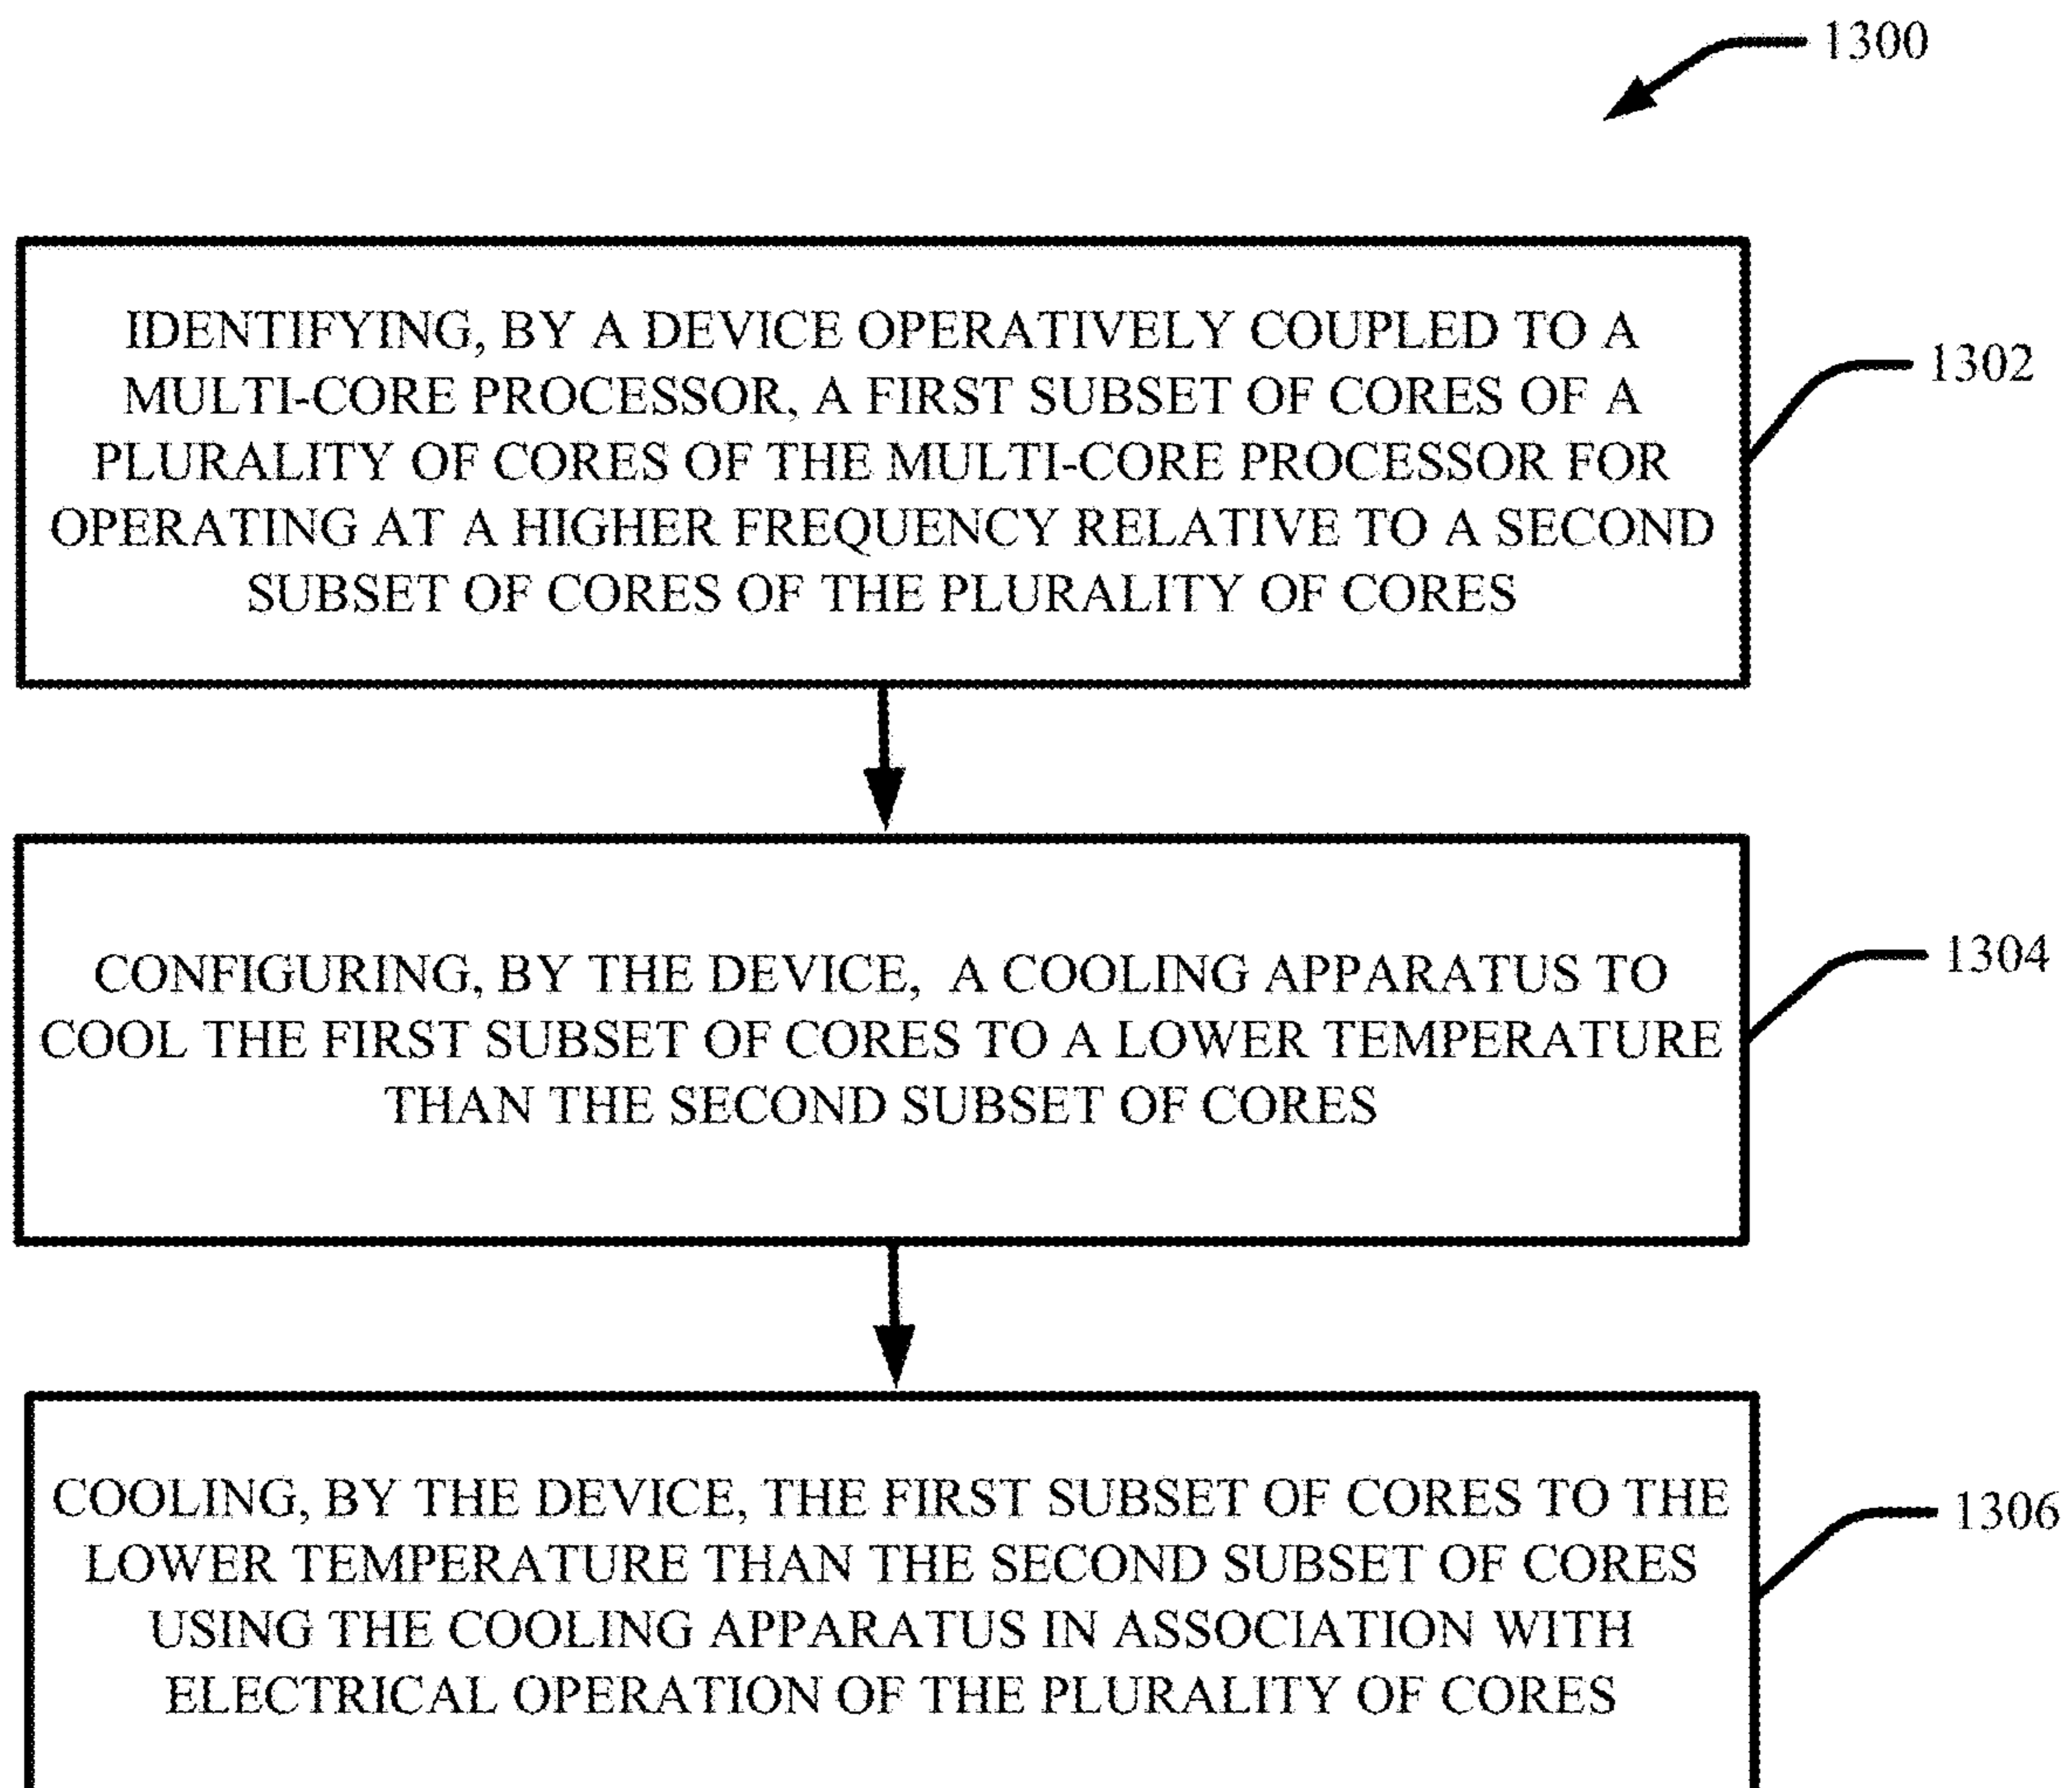 1300
IDENTIFYING, BY A DEVICE OPERATIVELY COUPLED TO A
MULTI-CORE PROCESSOR, A FIRST SUBSET OF CORES OF A
PLURALITY OF CORES OF THE MULTI-CORE PROCESSOR FOR
OPERATING AT A HIGHER FREQUENCY RELATIVE TO A SECOND
SUBSET OF CORES OF THE PLURALITY OF CORES
1302
CONFIGURING, BY THE DEVICE, A COOLING APPARATUS TO
COOL THE FIRST SUBSET OF CORES TO A LOWER TEMPERATURE
THAN THE SECOND SUBSET OF CORES
1304
COOLING, BY THE DEVICE, THE FIRST SUBSET OF CORES TO THE
LOWER TEMPERATURE THAN THE SECOND SUBSET OF CORES
USING THE COOLING APPARATUS IN ASSOCIATION WITH
ELECTRICAL OPERATION OF THE PLURALITY OF CORES
1306